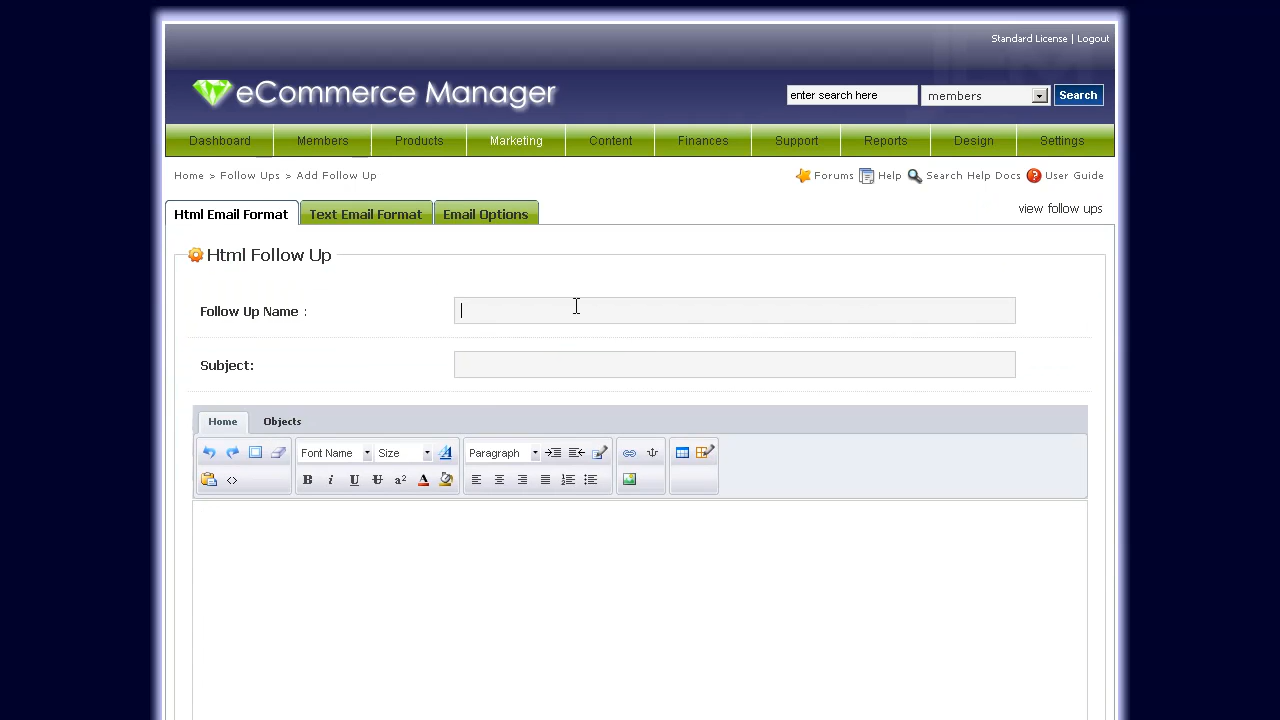 Standard License | Logout
eCommerce Manager
enter search here members Search
Dashboard Members Products Marketing Content Finances Support Reports Design Settings
Home > Follow Ups > Add Follow Up Forums Help Search Help Docs User Guide
Html Email Format Text Email Format Email Options view follow ups
Html Follow Up
Follow Up Name :
Subject:
Home Objects
Font Name Size Paragraph
B I U a²